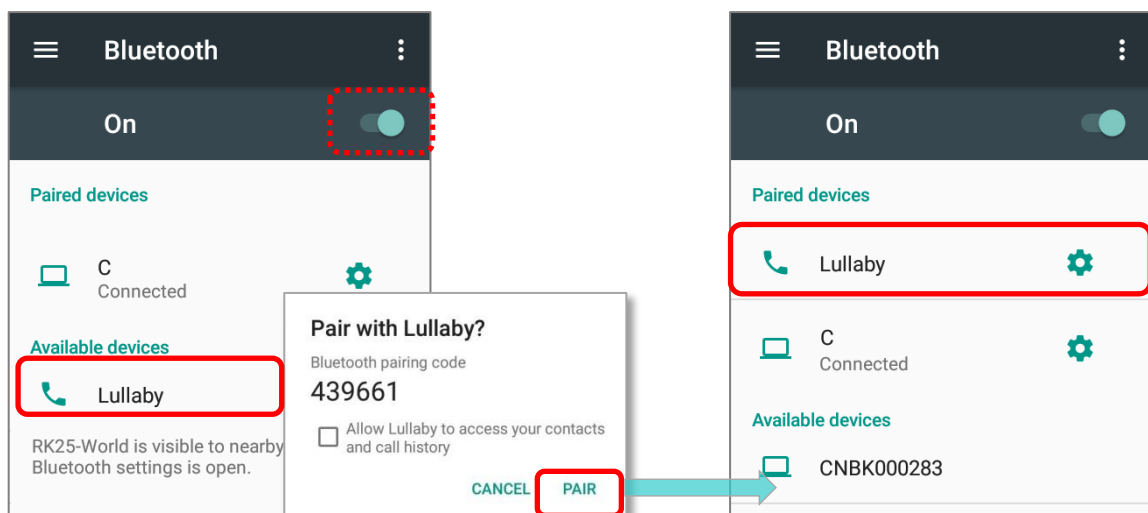 Bluetooth
On
Paired devices
C
Connected
Available devices
Lullaby
RK25-World is visible to nearby
Bluetooth settings is open.
Pair with Lullaby?
Bluetooth pairing code
439661
Allow Lullaby to access your contacts
and call history
CANCEL PAIR
Bluetooth
On
Paired devices
Lullaby
C
Connected
Available devices
CNBK000283